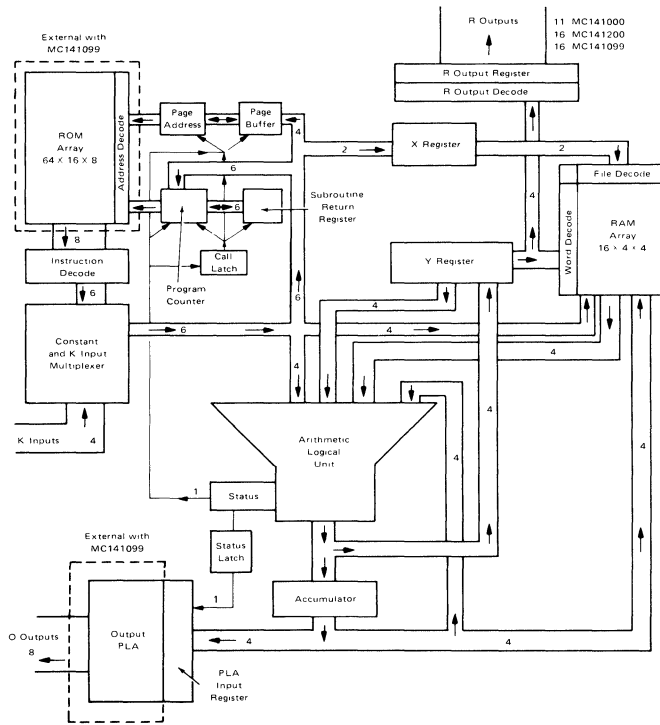 External with
MC141099
ROM
Array
64 × 16 × 8
Address Decode
Page
Address
Page
Buffer
4
6
6
Subroutine
Return
Register
Call
Latch
Program
Counter
8
Instruction
Decode
6
Constant
and K Input
Multiplexer
6
K Inputs
4
R Outputs
11 MC141000
16 MC141200
16 MC141099
R Output Register
R Output Decode
2
X Register
2
File Decode
Word Decode
RAM
Array
16 × 4 × 4
4
Y Register
4
6
4
4
4
4
4
Arithmetic
Logical
Unit
4
4
1
Status
Status
Latch
1
External with
MC141099
Accumulator
O Outputs
8
Output
PLA
PLA
Input
Register
4
4